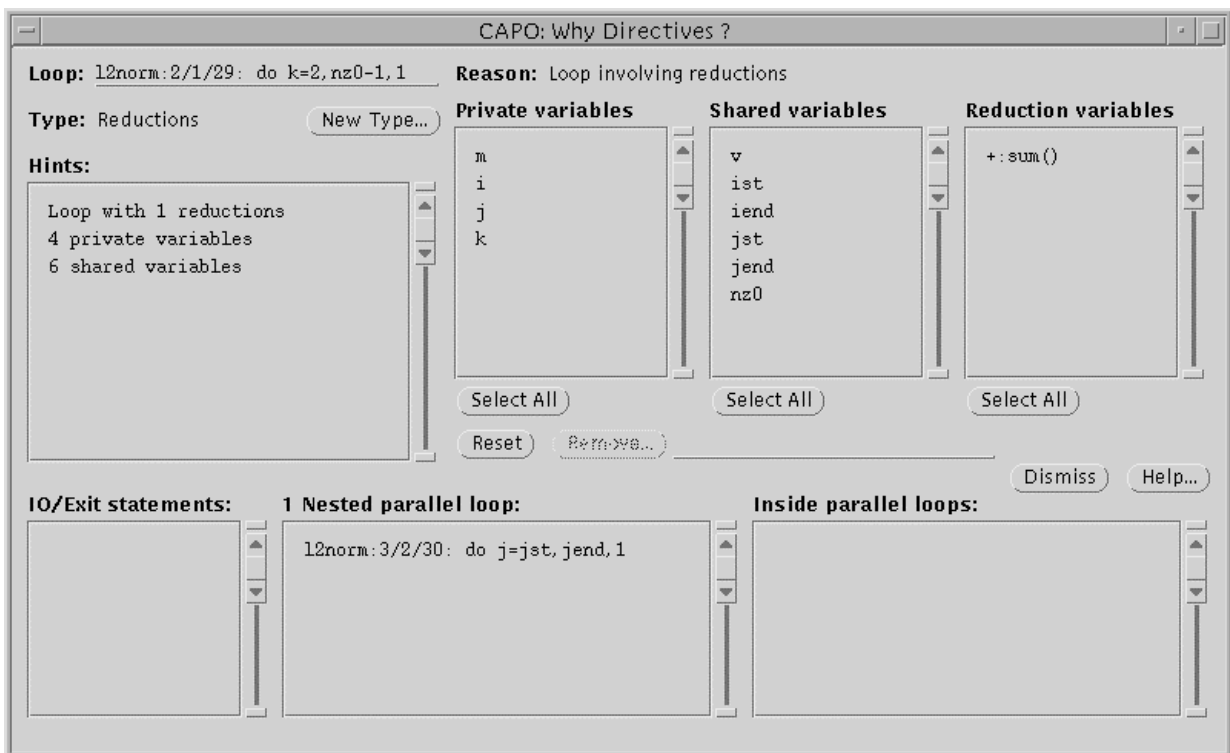 CAPO: Why Directives ?
Loop: l2norm:2/1/29: do k=2,nz0-1,1
Reason: Loop involving reductions
Type: Reductions
New Type...
Hints:
Loop with 1 reductions
4 private variables
6 shared variables
Private variables
m
i
j
k
Select All
Shared variables
v
ist
iend
jst
jend
nz0
Select All
Reduction variables
+:sum()
Select All
Reset
Remove...
Dismiss
Help...
IO/Exit statements:
1 Nested parallel loop:
l2norm:3/2/30: do j=jst,jend,1
Inside parallel loops: